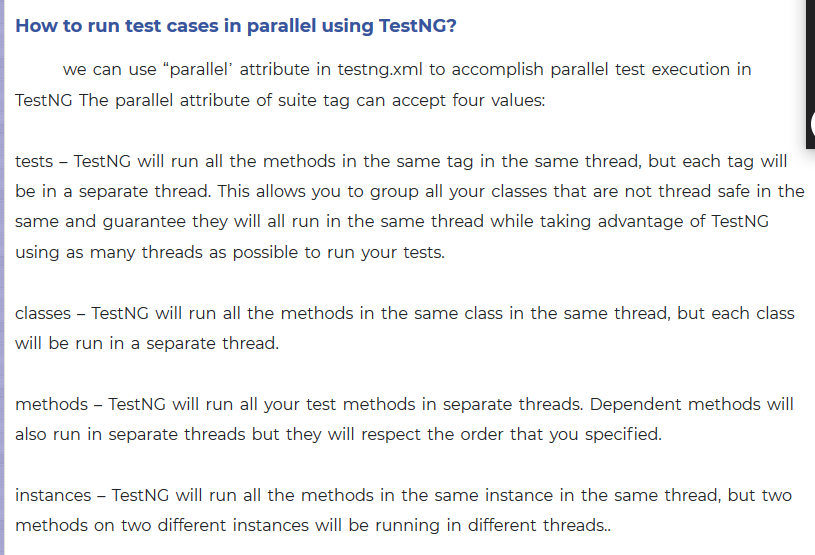 How to run test cases in parallel using TestNG?
we can use “parallel’ attribute in testng.xml to accomplish parallel test execution in
TestNG The parallel attribute of suite tag can accept four values:
tests – TestNG will run all the methods in the same tag in the same thread, but each tag will
be in a separate thread. This allows you to group all your classes that are not thread safe in the
same and guarantee they will all run in the same thread while taking advantage of TestNG
using as many threads as possible to run your tests.
classes – TestNG will run all the methods in the same class in the same thread, but each class
will be run in a separate thread.
methods – TestNG will run all your test methods in separate threads. Dependent methods will
also run in separate threads but they will respect the order that you specified.
instances – TestNG will run all the methods in the same instance in the same thread, but two
methods on two different instances will be running in different threads..